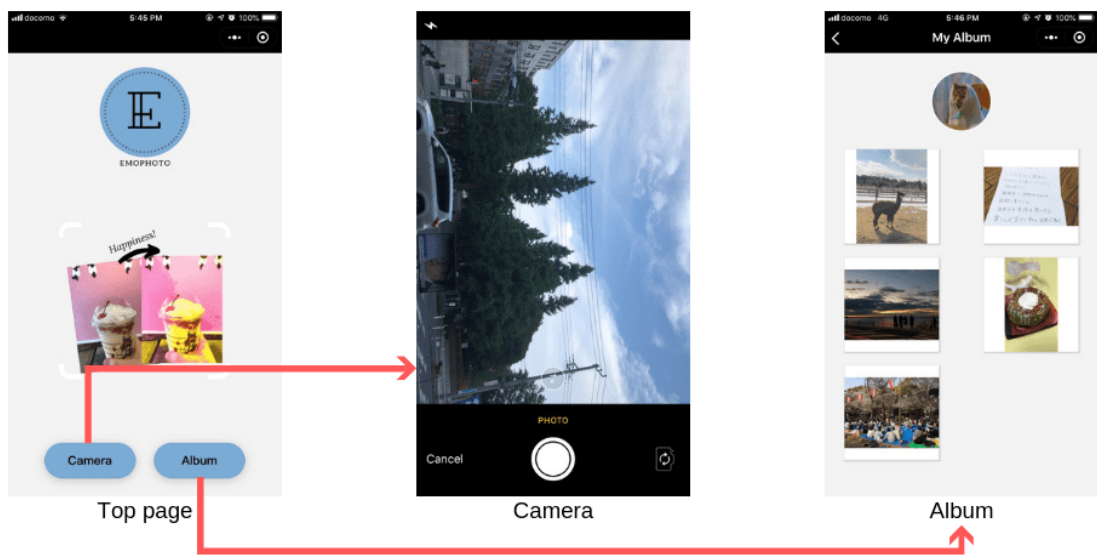 docomo
5:45 PM
100%
E
EMOPHOTO
Happiness!
Camera
Album
Top page
PHOTO
Cancel
Camera
docomo 4G
5:46 PM
100%
My Album
Album